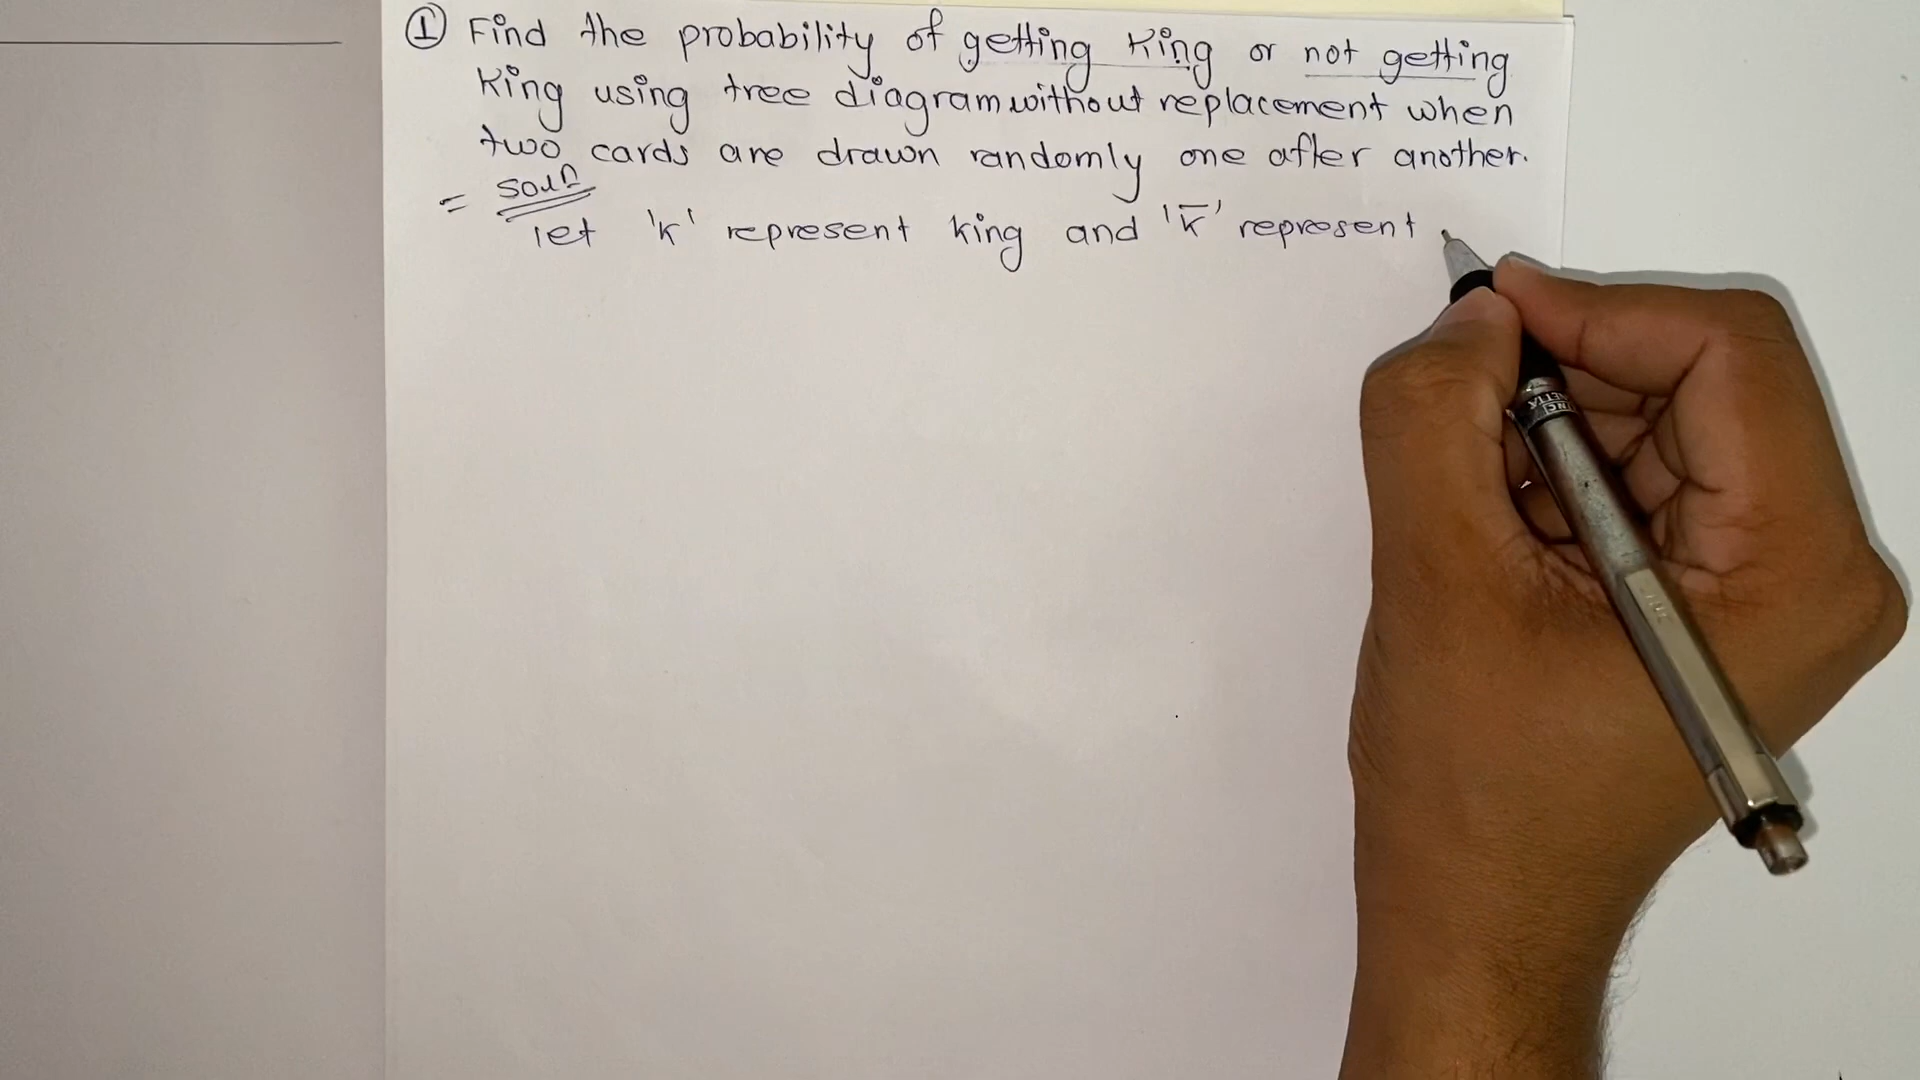 ① Find the probability of getting King or not getting
King using tree diagram without replacement when
two cards are drawn randomly one after another.
= Soln
let 'K' represent king and 'K̅' represent